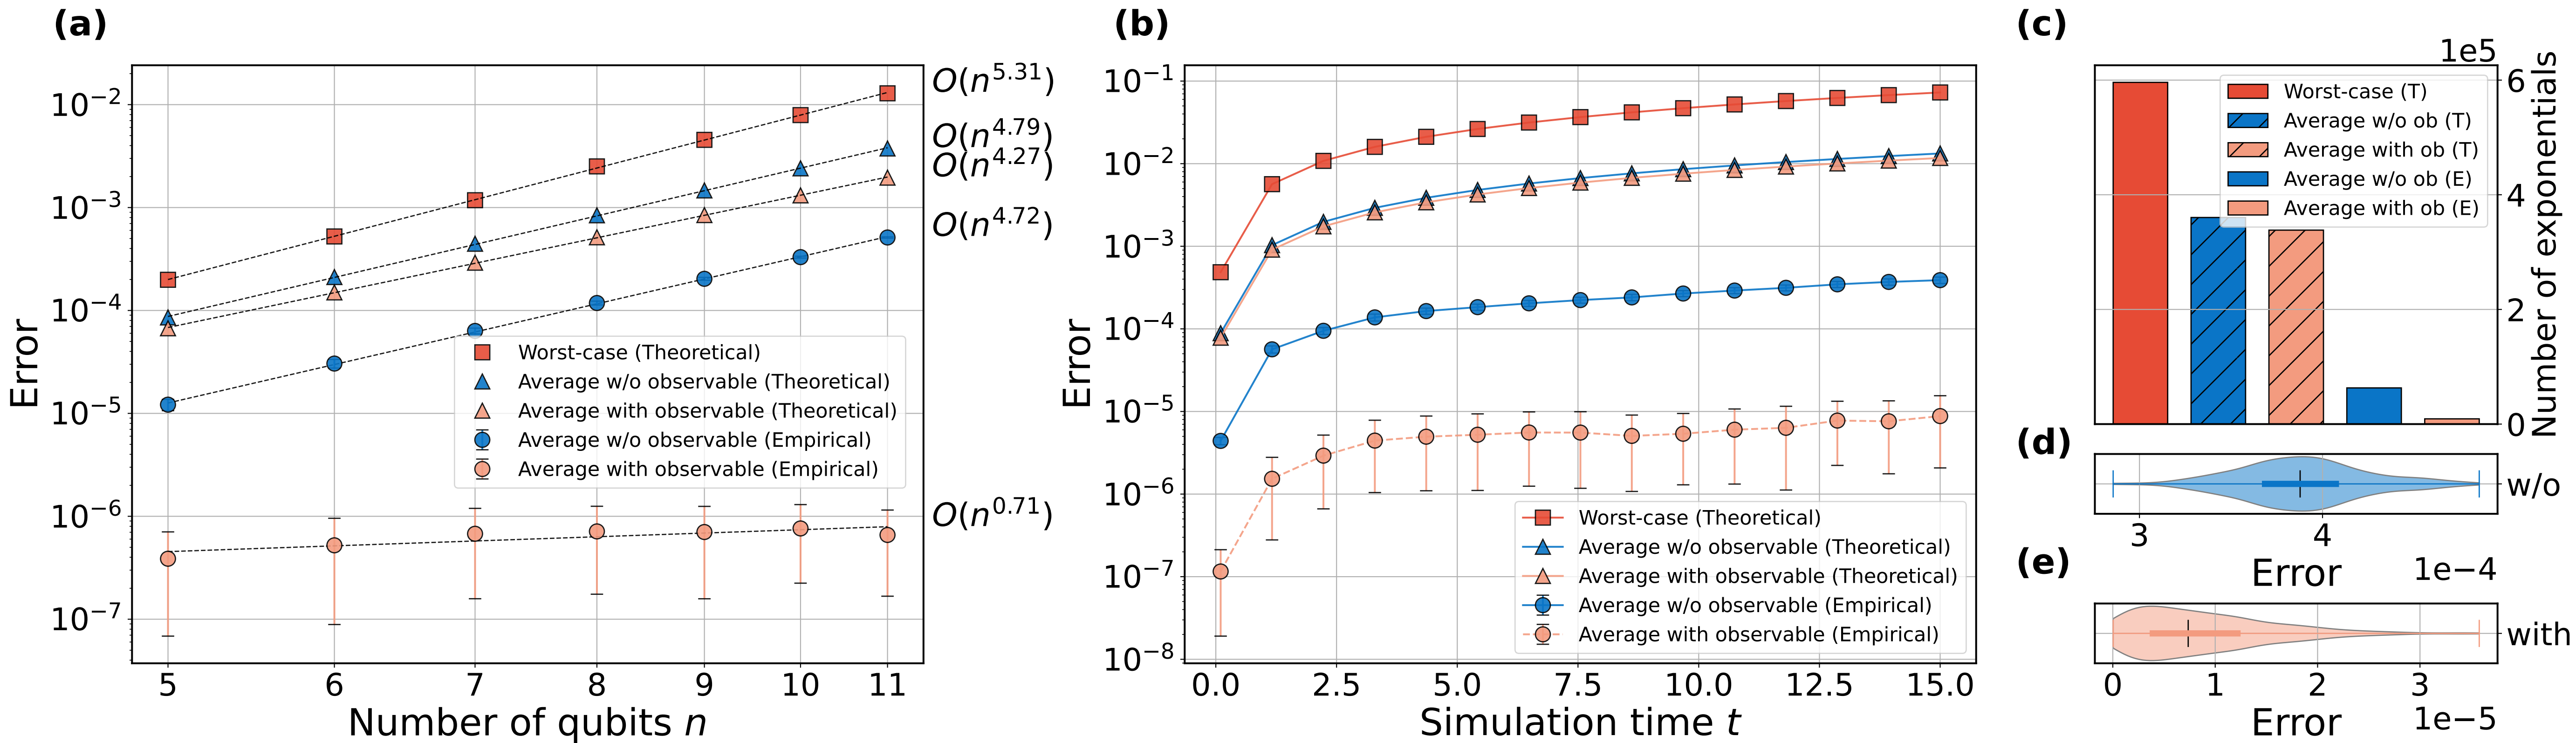 (a)
Error
10^−2
10^−3
10^−4
10^−5
10^−6
10^−7
5 6 7 8 9 10 11
Number of qubits n
O(n^5.31)
O(n^4.79)
O(n^4.27)
O(n^4.72)
O(n^0.71)
Worst-case (Theoretical)
Average w/o observable (Theoretical)
Average with observable (Theoretical)
Average w/o observable (Empirical)
Average with observable (Empirical)
(b)
Error
10^−1
10^−2
10^−3
10^−4
10^−5
10^−6
10^−7
10^−8
0.0 2.5 5.0 7.5 10.0 12.5 15.0
Simulation time t
Worst-case (Theoretical)
Average w/o observable (Theoretical)
Average with observable (Theoretical)
Average w/o observable (Empirical)
Average with observable (Empirical)
(c)
1e5
Worst-case (T)
Average w/o ob (T)
Average with ob (T)
Average w/o ob (E)
Average with ob (E)
6
4
2
0
Number of exponentials
(d)
w/o
3 4
Error 1e−4
(e)
with
0 1 2 3
Error 1e−5